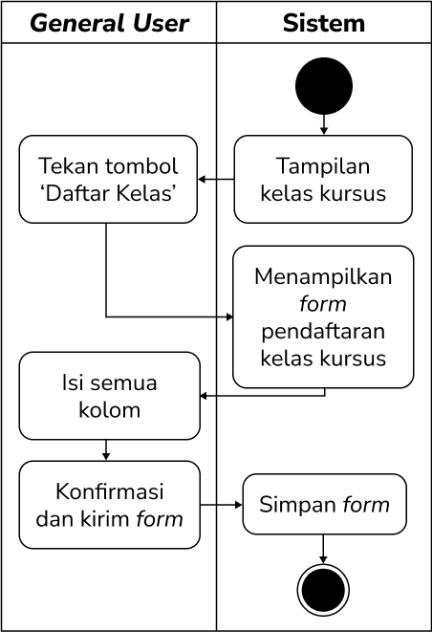 General User
Sistem
Tampilan
kelas kursus
Tekan tombol
‘Daftar Kelas’
Menampilkan
form
pendaftaran
kelas kursus
Isi semua
kolom
Konfirmasi
dan kirim form
Simpan form